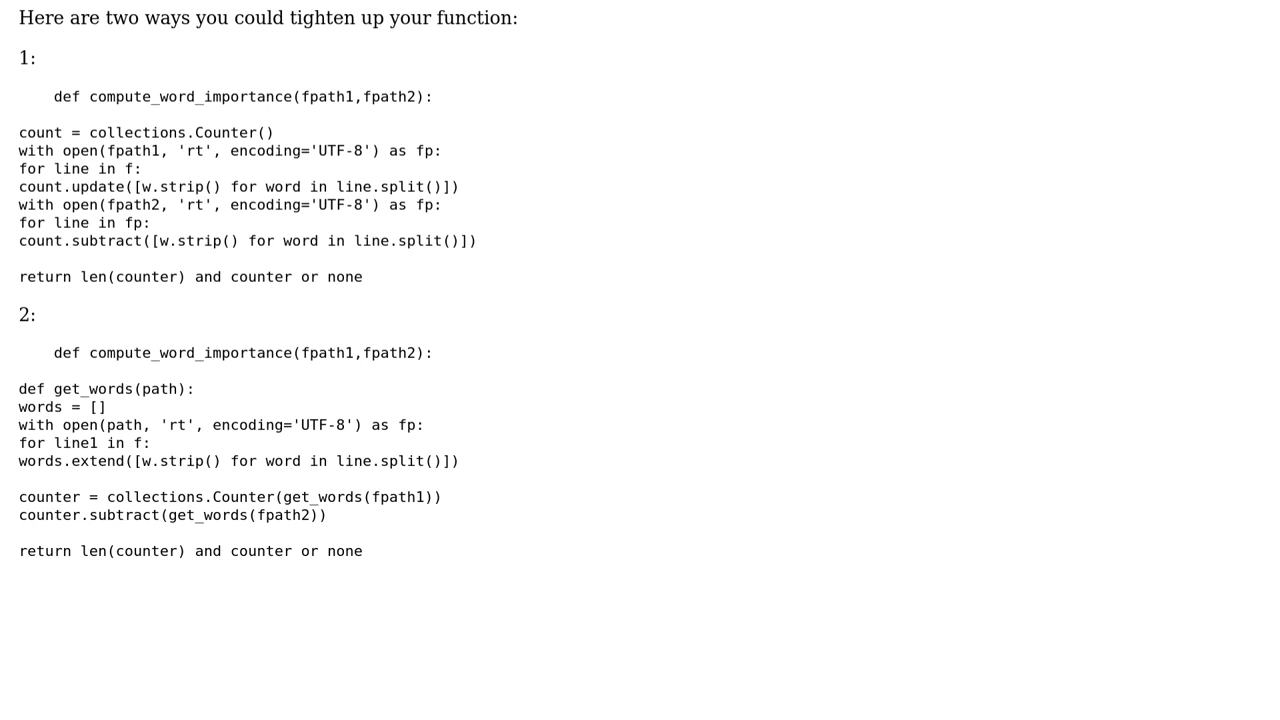 Here are two ways you could tighten up your function:
1:
def compute_word_importance(fpath1,fpath2):
count = collections.Counter()
with open(fpath1, 'rt', encoding='UTF-8') as fp:
for line in f:
count.update([w.strip() for word in line.split()])
with open(fpath2, 'rt', encoding='UTF-8') as fp:
for line in fp:
count.subtract([w.strip() for word in line.split()])
return len(counter) and counter or none
2:
def compute_word_importance(fpath1,fpath2):
def get_words(path):
words = []
with open(path, 'rt', encoding='UTF-8') as fp:
for line1 in f:
words.extend([w.strip() for word in line.split()])
counter = collections.Counter(get_words(fpath1))
counter.subtract(get_words(fpath2))
return len(counter) and counter or none